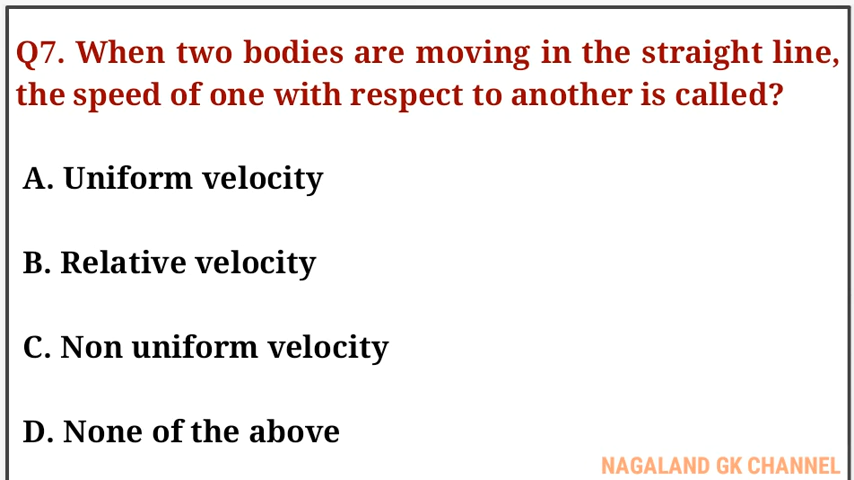 Q7. When two bodies are moving in the straight line,
the speed of one with respect to another is called?
A. Uniform velocity
B. Relative velocity
C. Non uniform velocity
D. None of the above
NAGALAND GK CHANNEL